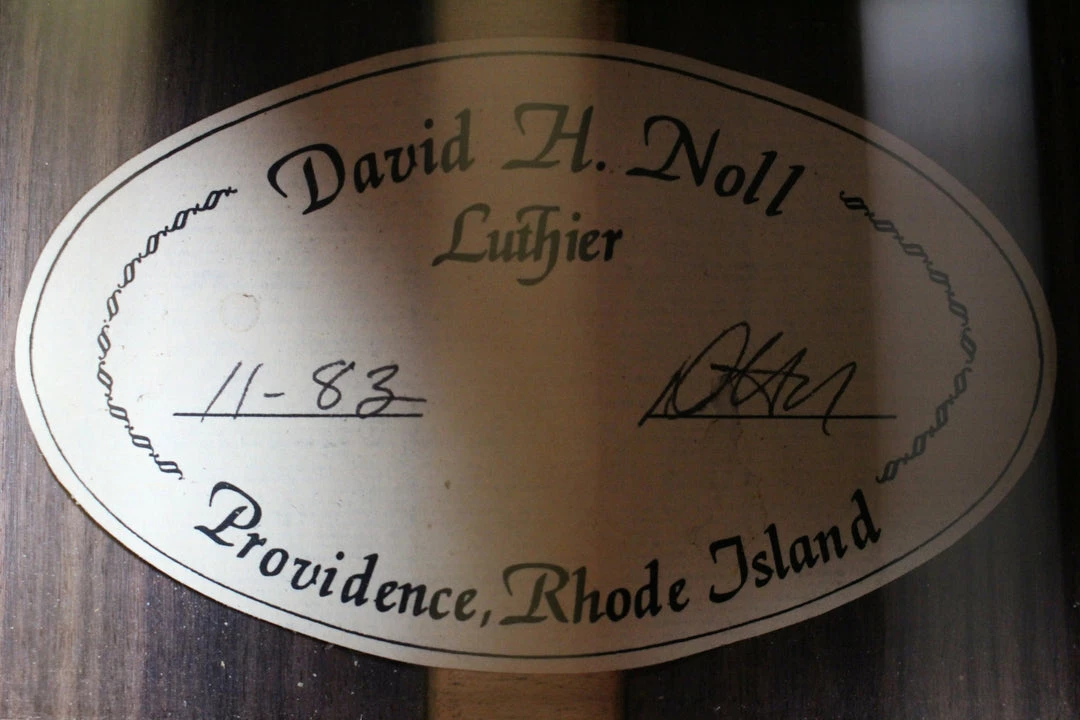 David H. Noll
Luthier
11-83
Providence, Rhode Island